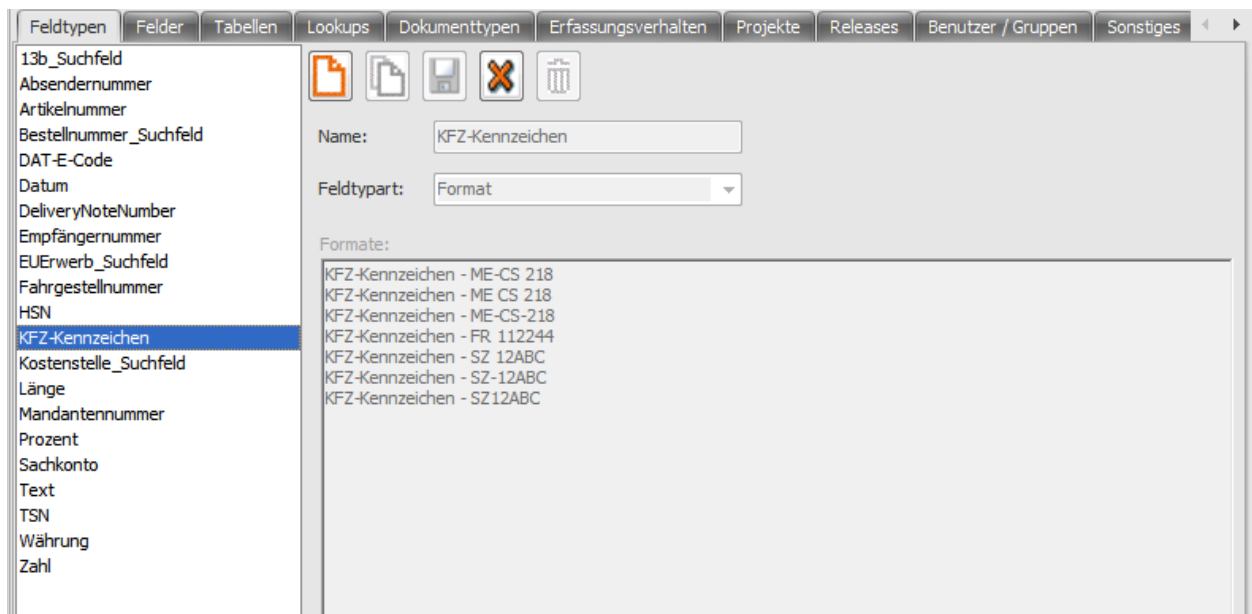 Feldtypen Felder Tabellen Lookups Dokumenttypen Erfassungsverhalten Projekte Releases Benutzer / Gruppen Sonstiges
13b_Suchfeld
Absendernummer
Artikelnummer
Bestellnummer_Suchfeld
DAT-E-Code
Datum
DeliveryNoteNumber
Empfängernummer
EUErwerb_Suchfeld
Fahrgestellnummer
HSN
KFZ-Kennzeichen
Kostenstelle_Suchfeld
Länge
Mandantennummer
Prozent
Sachkonto
Text
TSN
Währung
Zahl
Name: KFZ-Kennzeichen
Feldtypart: Format
Formate:
KFZ-Kennzeichen - ME-CS 218
KFZ-Kennzeichen - ME CS 218
KFZ-Kennzeichen - ME-CS-218
KFZ-Kennzeichen - FR 112244
KFZ-Kennzeichen - SZ 12ABC
KFZ-Kennzeichen - SZ-12ABC
KFZ-Kennzeichen - SZ12ABC